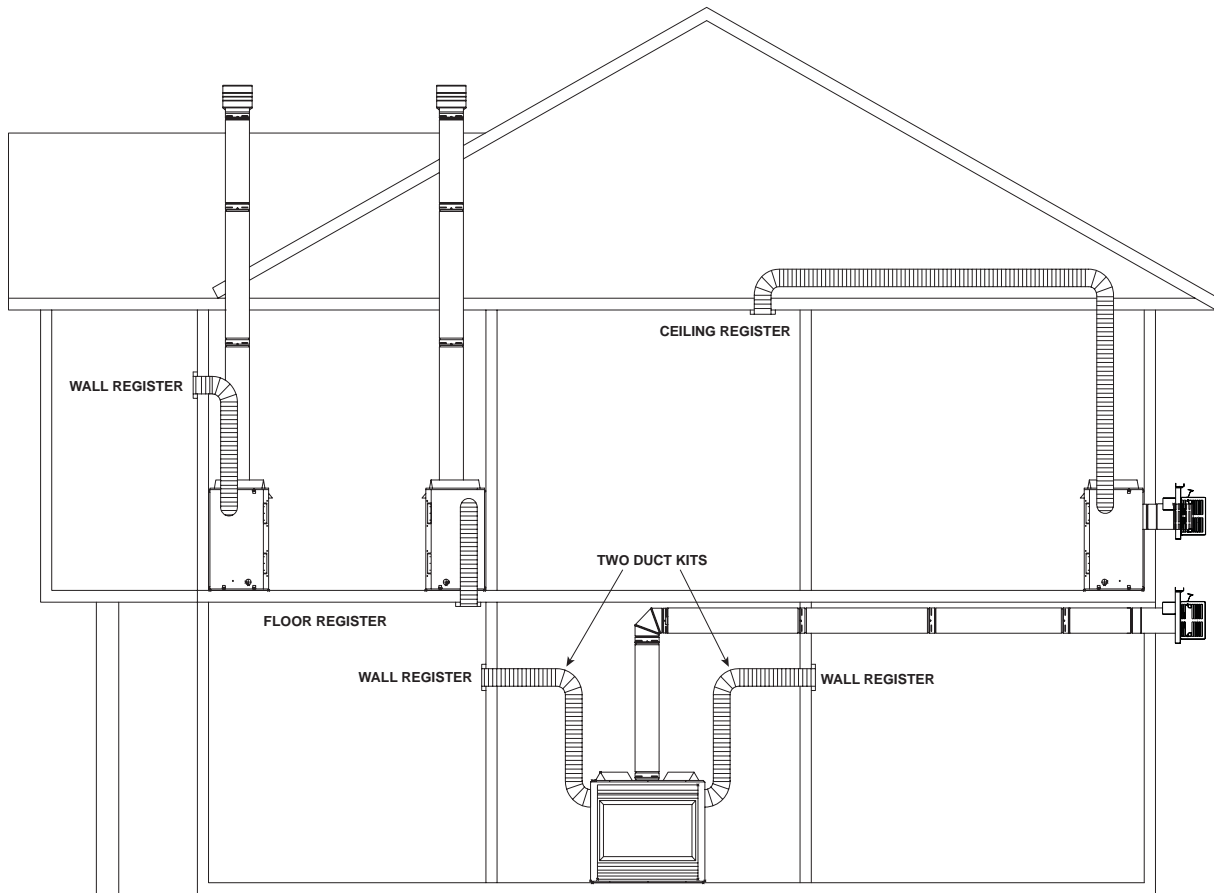 CEILING REGISTER
WALL REGISTER
TWO DUCT KITS
FLOOR REGISTER
WALL REGISTER
WALL REGISTER